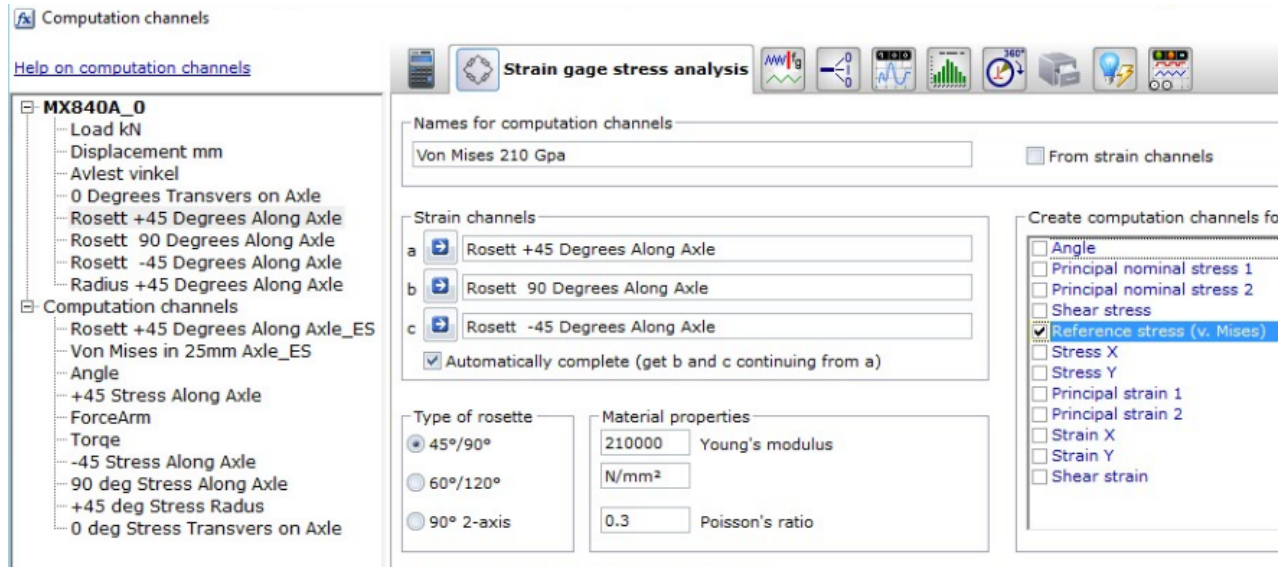 Computation channels
Help on computation channels
MX840A_0
Load kN
Displacement mm
Avlest vinkel
0 Degrees Transvers on Axle
Rosett +45 Degrees Along Axle
Rosett  90 Degrees Along Axle
Rosett  -45 Degrees Along Axle
Radius +45 Degrees Along Axle
Computation channels
Rosett +45 Degrees Along Axle_ES
Von Mises in 25mm Axle_ES
Angle
+45 Stress Along Axle
ForceArm
Torqe
-45 Stress Along Axle
90 deg Stress Along Axle
+45 deg Stress Radus
0 deg Stress Transvers on Axle
Strain gage stress analysis
360°
Names for computation channels
Von Mises 210 Gpa
From strain channels
Strain channels
a Rosett +45 Degrees Along Axle
b Rosett  90 Degrees Along Axle
c Rosett  -45 Degrees Along Axle
Automatically complete (get b and c continuing from a)
Type of rosette
45°/90°
60°/120°
90° 2-axis
Material properties
210000 Young's modulus
N/mm²
0.3 Poisson's ratio
Create computation channels fo
Angle
Principal nominal stress 1
Principal nominal stress 2
Shear stress
Reference stress (v. Mises)
Stress X
Stress Y
Principal strain 1
Principal strain 2
Strain X
Strain Y
Shear strain